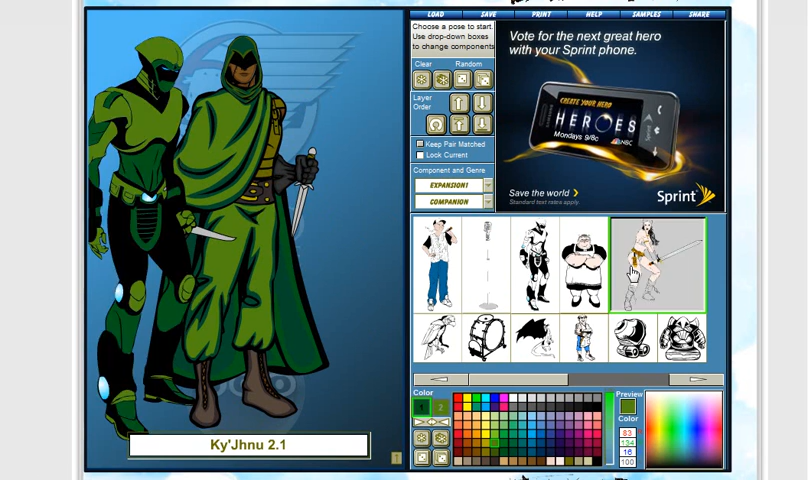 LOAD SAVE PRINT HELP SAMPLES SHARE
Choose a pose to start.
Use drop-down boxes
to change components
Clear Random
Layer
Order
Keep Pair Matched
Lock Current
Component and Genre
EXPANSION1
COMPANION
Vote for the next great hero
with your Sprint phone.
CREATE YOUR HERO
HEROES
Mondays 9/8c
NBC
Save the world
Standard text rates apply.
Sprint
Color
1 2
Preview
Color
83
134
16
100
Ky'Jhnu 2.1